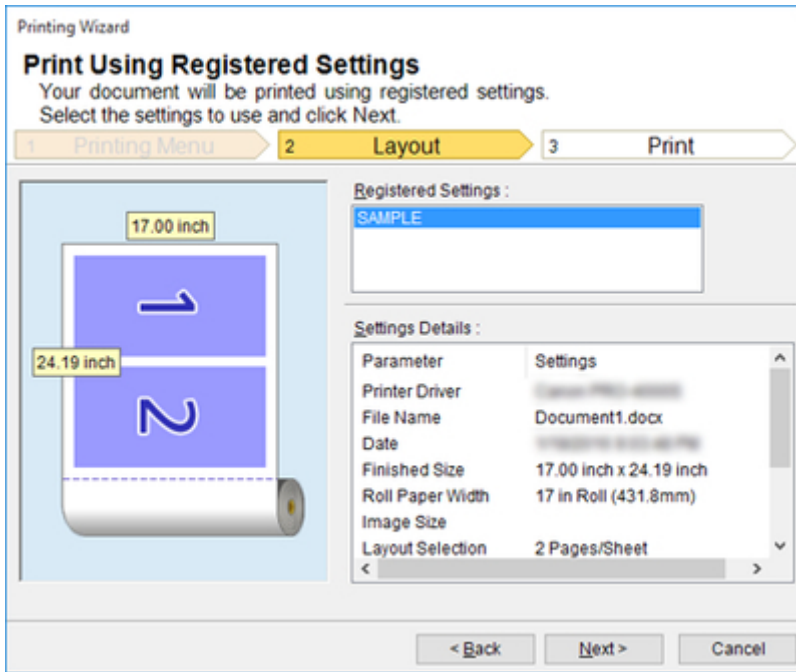 Printing Wizard
Print Using Registered Settings
Your document will be printed using registered settings.
Select the settings to use and click Next.
1 Printing Menu 2 Layout 3 Print
17.00 inch
24.19 inch
1
2
Registered Settings :
SAMPLE
Settings Details :
Parameter Settings
Printer Driver
File Name Document1.docx
Date
Finished Size 17.00 inch x 24.19 inch
Roll Paper Width 17 in Roll (431.8mm)
Image Size
Layout Selection 2 Pages/Sheet
< Back Next > Cancel